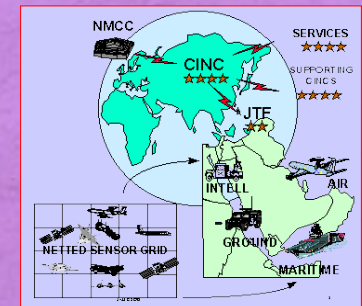 NMCC
SERVICES
CINC
SUPPORTING
CINCS
JTF
INTELL
AIR
GROUND
NETTED SENSOR GRID
MARITIME